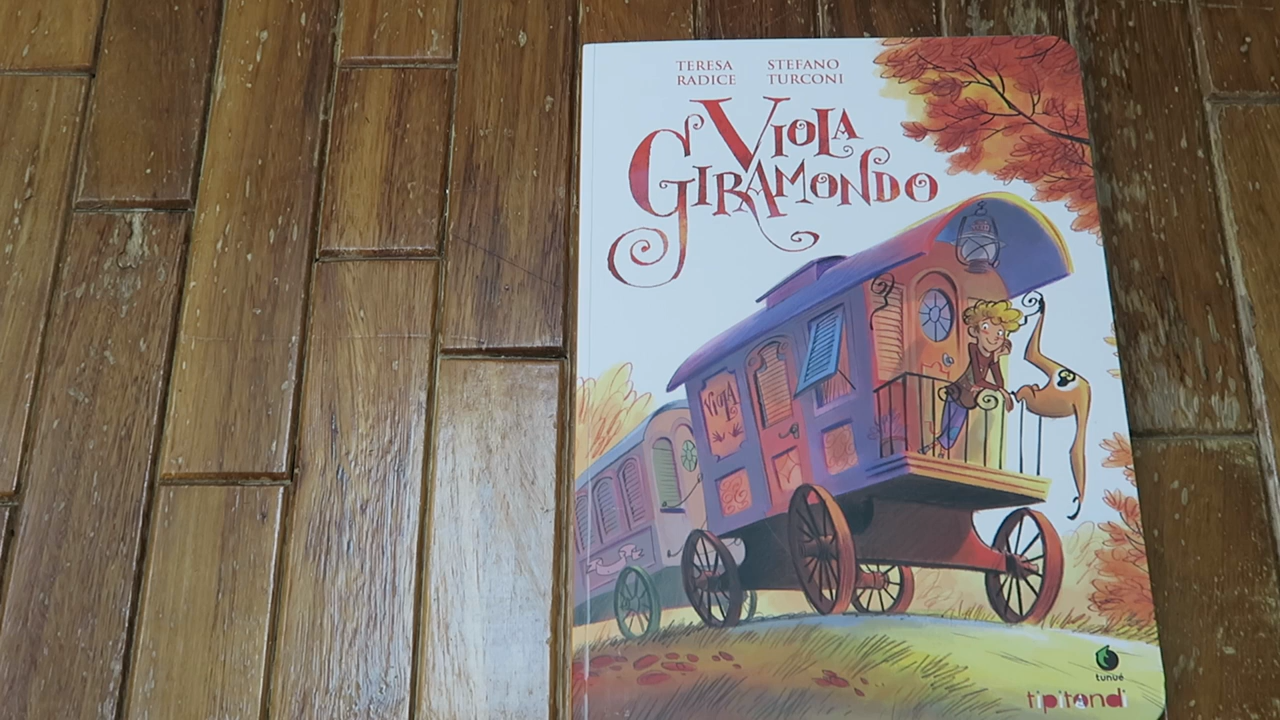 TERESA STEFANO
RADICE TURCONI
VIOLA
GIRAMONDO
VIOLA
tunué
tipitondi